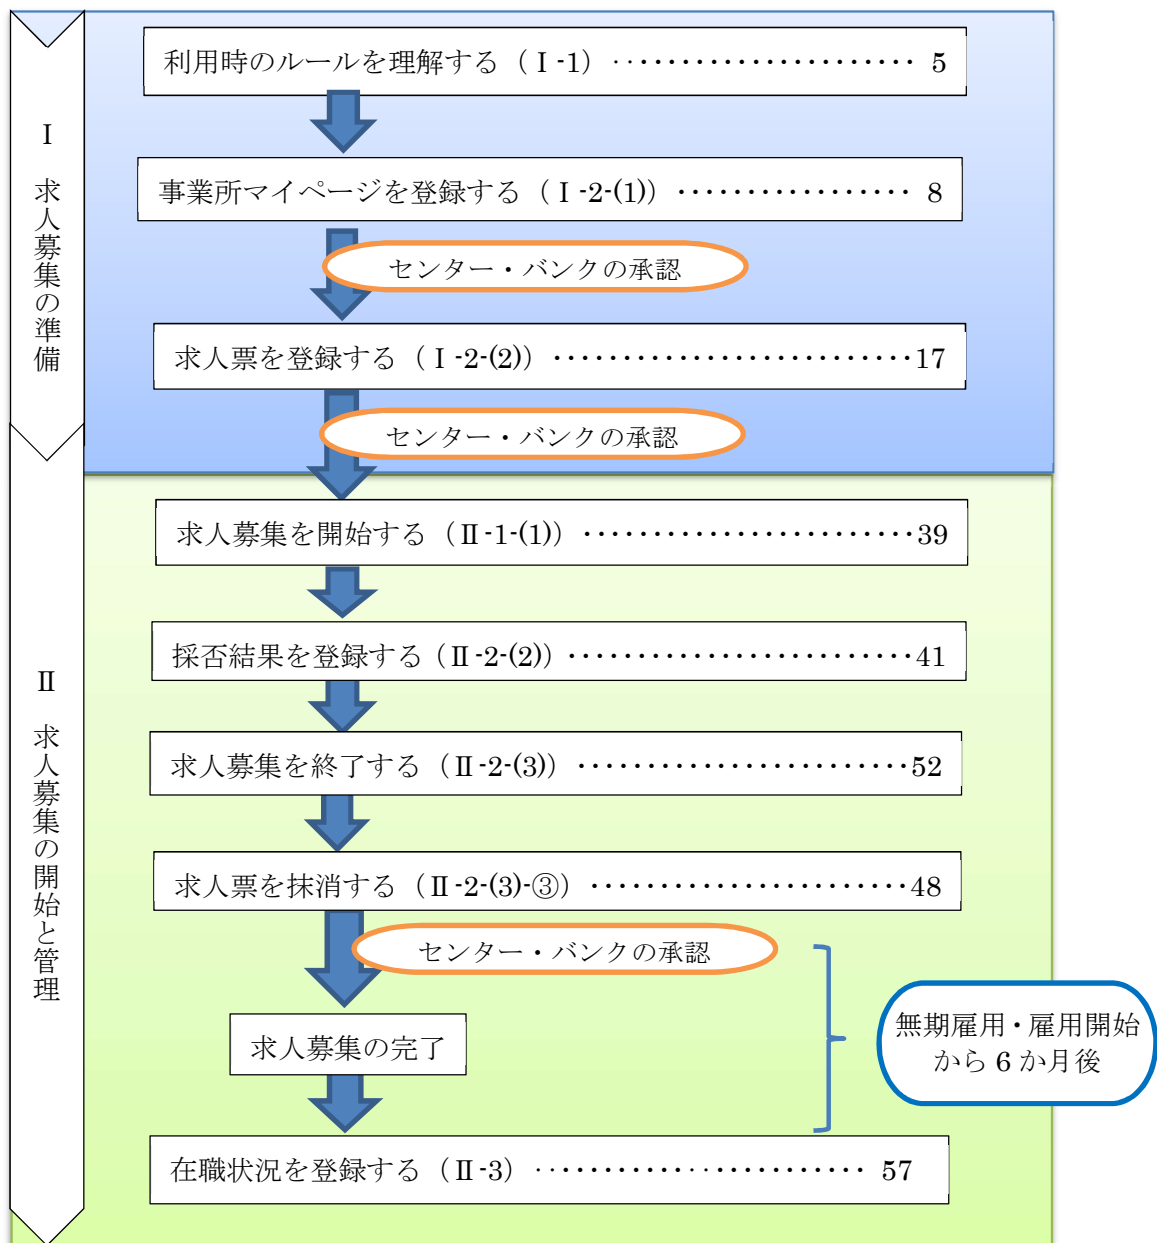 Ⅰ 求人募集の準備
利用時のルールを理解する（Ⅰ-1）‥‥‥‥‥‥‥‥‥‥‥ 5
事業所マイページを登録する（Ⅰ-2-(1)）‥‥‥‥‥‥‥‥ 8
センター・バンクの承認
求人票を登録する（Ⅰ-2-(2)）‥‥‥‥‥‥‥‥‥‥‥‥‥17
センター・バンクの承認
Ⅱ 求人募集の開始と管理
求人募集を開始する（Ⅱ-1-(1)）‥‥‥‥‥‥‥‥‥‥‥‥39
採否結果を登録する（Ⅱ-2-(2)）‥‥‥‥‥‥‥‥‥‥‥‥41
求人募集を終了する（Ⅱ-2-(3)）‥‥‥‥‥‥‥‥‥‥‥‥52
求人票を抹消する（Ⅱ-2-(3)-③）‥‥‥‥‥‥‥‥‥‥‥48
センター・バンクの承認
無期雇用・雇用開始
から 6 か月後
求人募集の完了
在職状況を登録する（Ⅱ-3）‥‥‥‥‥‥‥‥‥‥‥‥ 57